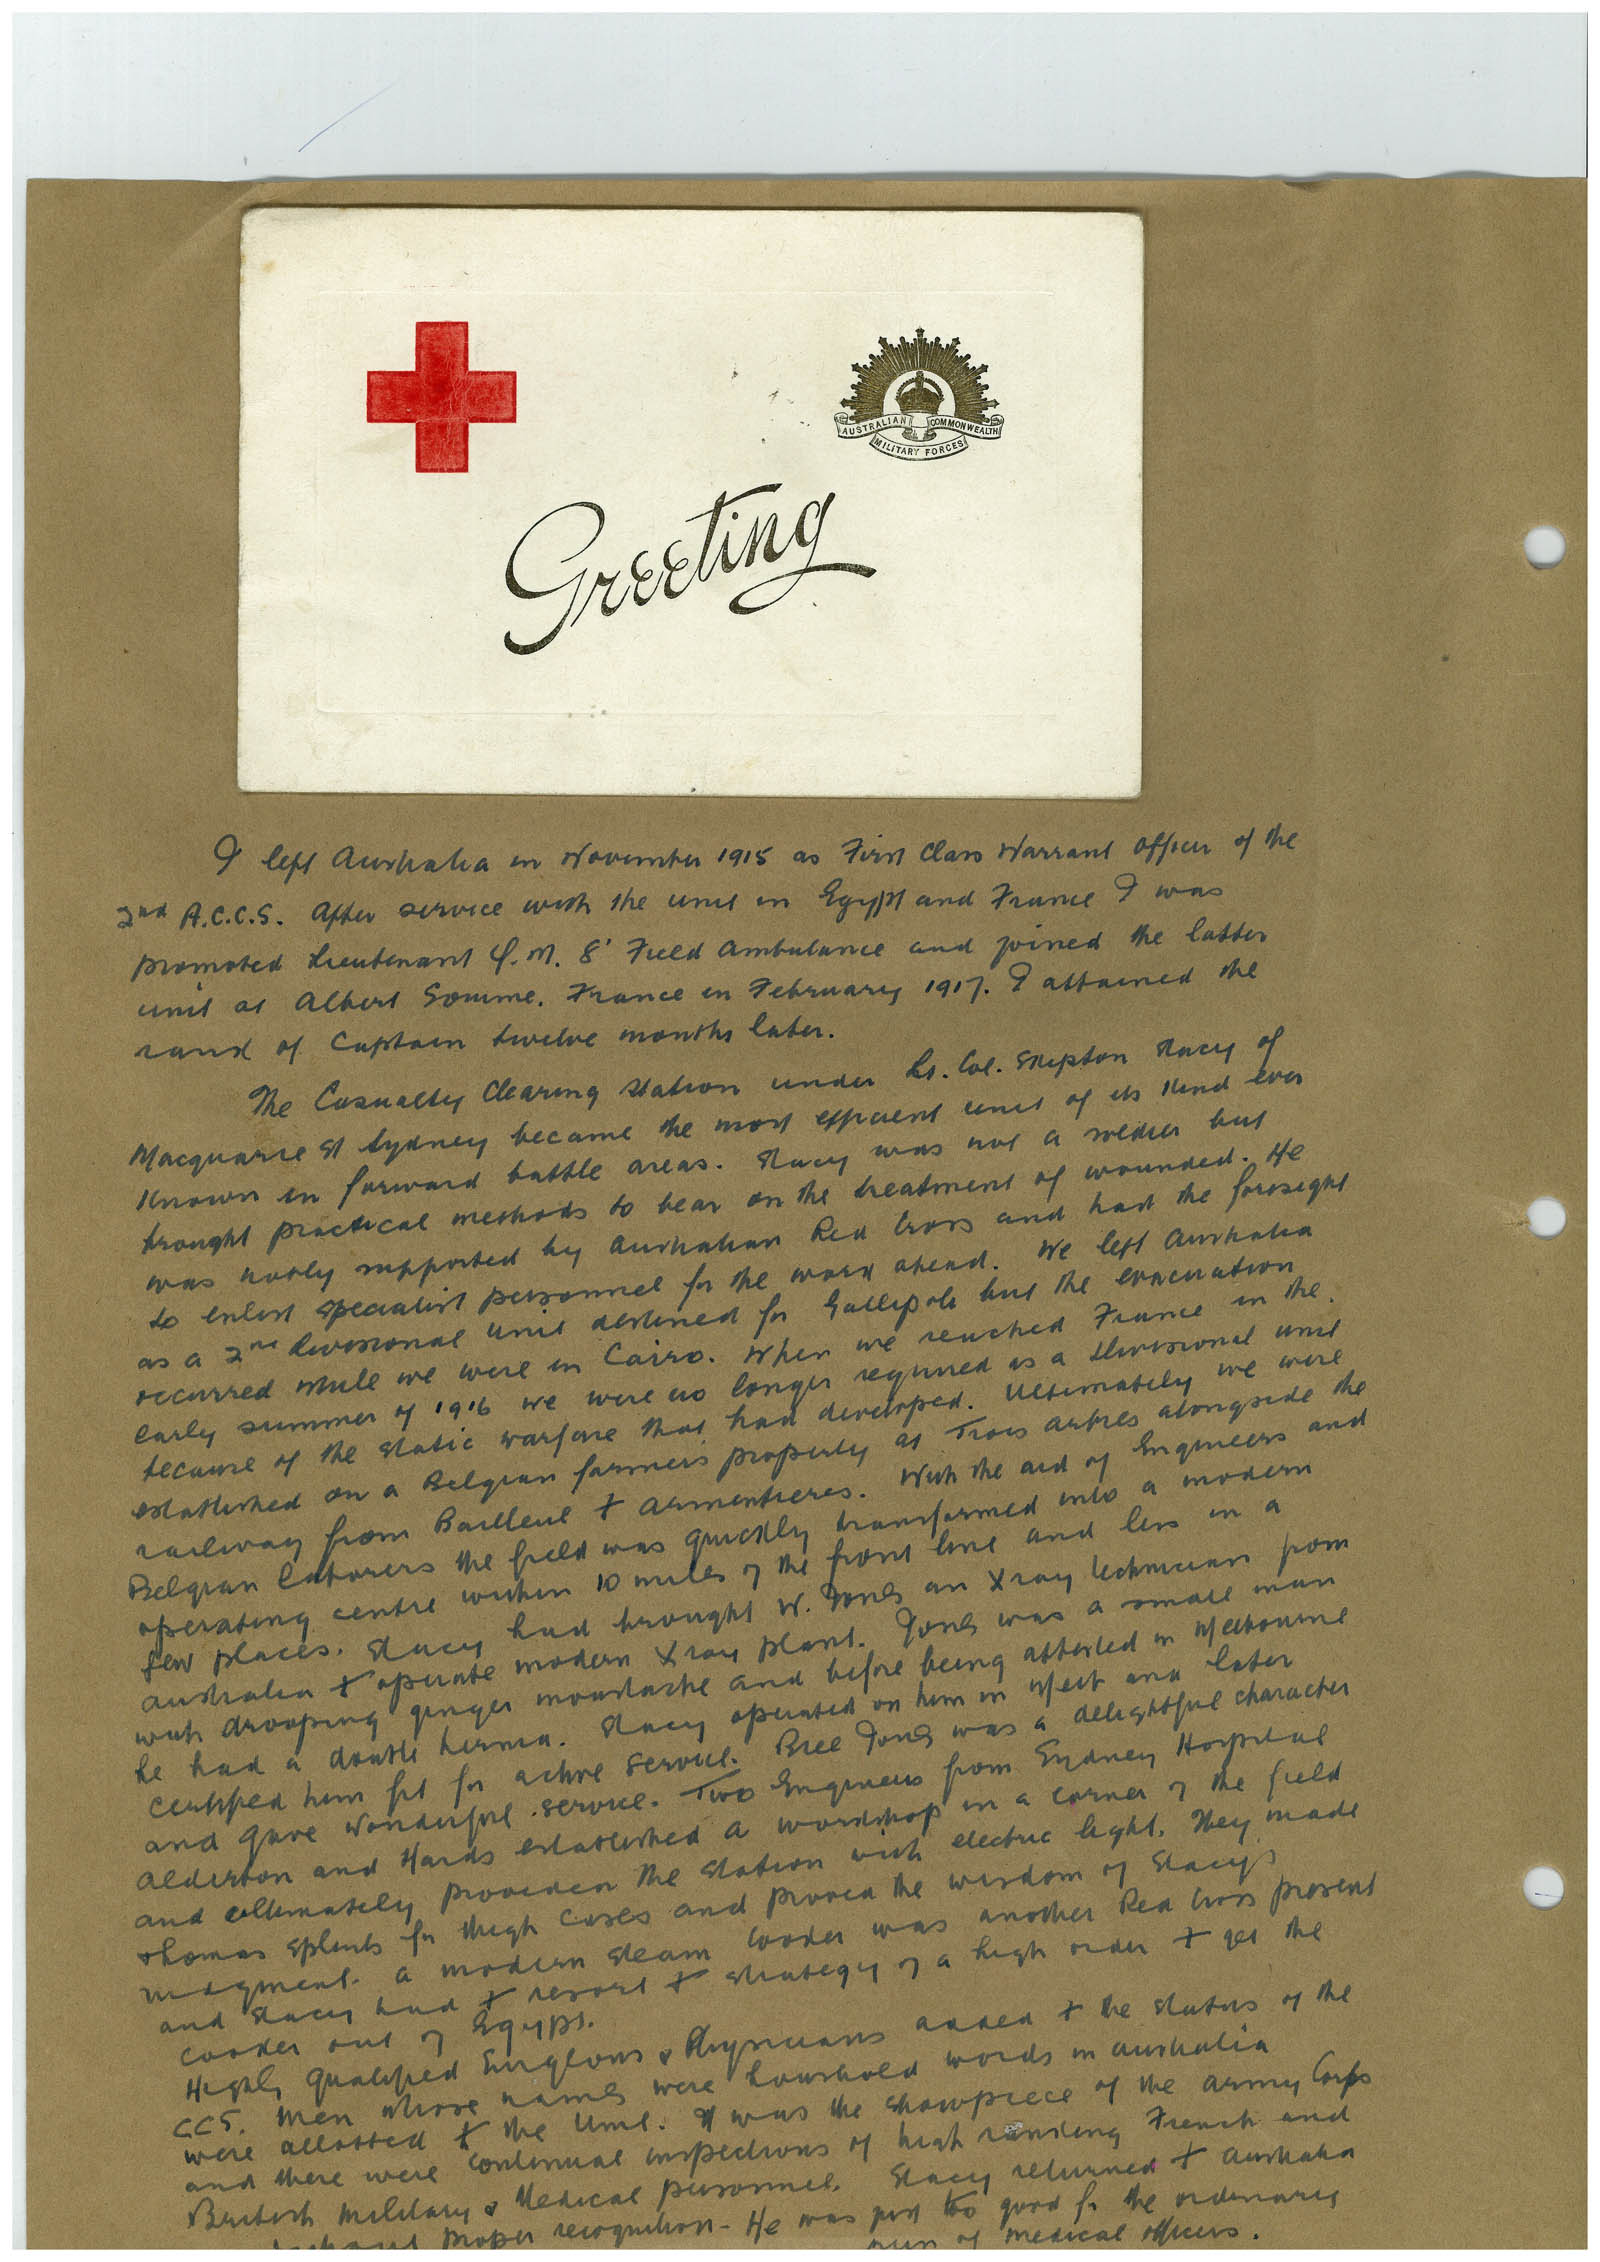 AUSTRALIAN COMMONWEALTH
MILITARY FORCES
Greeting
I left Australia in November 1915 as First Class Warrant Officer of the
2nd A.C.C.S. After service with the unit in Egypt and France I was
promoted Lieutenant Q.M. 8' Field Ambulance and joined the latter
unit at Albert Somme. France in February 1917. I attained the
rank of Captain twelve months later.
The Casualty Clearing Station under Lt. Col. Skipton Stacy of
Macquarie St Sydney became the most efficient unit of its kind ever
known in forward battle areas. Stacy was not a soldier but
brought practical methods to bear on the treatment of wounded. He
was nobly supported by Australian Red Cross and had the foresight
to enlist specialist personnel for the work ahead. We left Australia
as a 2nd Divisional unit destined for Gallipoli but the evacuation
occurred while we were in Cairo. When we reached France in the
early summer of 1916 we were no longer required as a Divisional unit
because of the static warfare that had developed. Ultimately we were
established on a Belgian farmers property at Trois Arbres alongside the
railway from Bailleul + Armentieres. With the aid of Engineers and
Belgian laborers the field was quickly transformed into a modern
operating centre within 10 miles of the front line and less in a
few places. Stacy had brought W. Jones an X ray technician from
Australia + operate modern X ray plant. Jones was a small man
with drooping ginger moustache and before being attested in Melbourne
he had a double hernia. Stacy operated on him in Melb and later
certified him fit for active service. Bill Jones was a delightful character
and gave wonderful service. Two Engineers from Sydney Hospital
Alderton and Hards established a workshop in a corner of the field
and ultimately provided the station with electric light. They made
Thomas splints for thigh cases and proved the wisdom of Stacy's
judgment. A modern steam cooker was another Red Cross present
and Stacy had + resort + strategy of a high order + get the
cooker out of Egypt.
Highly qualified Surgeons & Physicians added + the status of the
CCS. Men whose names were household words in Australia
were allotted + the Unit. It was the showpiece of the Army Corps
and there were continual inspections of high ranking French and
British Military & Medical personnel. Stacy returned + Australia
without proper recognition - He was just too good for the ordinary
run of medical officers.